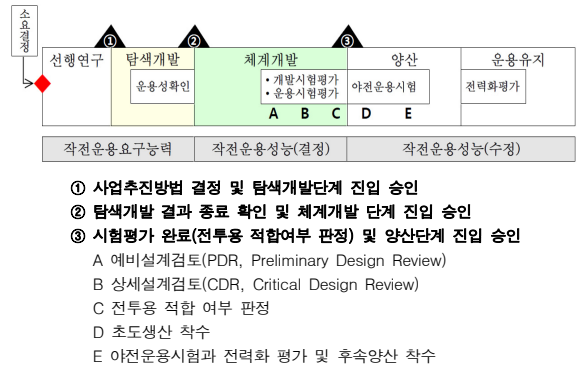 소요결정
① ② ③
선행연구 탐색개발 체계개발 양산 운용유지
운용성확인
• 개발시험평가
• 운용시험평가
야전운용시험
전력화평가
A B C D E
작전운용요구능력 작전운용성능(결정) 작전운용성능(수정)
① 사업추진방법 결정 및 탐색개발단계 진입 승인
② 탐색개발 결과 종료 확인 및 체계개발 단계 진입 승인
③ 시험평가 완료(전투용 적합여부 판정) 및 양산단계 진입 승인
A 예비설계검토(PDR, Preliminary Design Review)
B 상세설계검토(CDR, Critical Design Review)
C 전투용 적합 여부 판정
D 초도생산 착수
E 야전운용시험과 전력화 평가 및 후속양산 착수